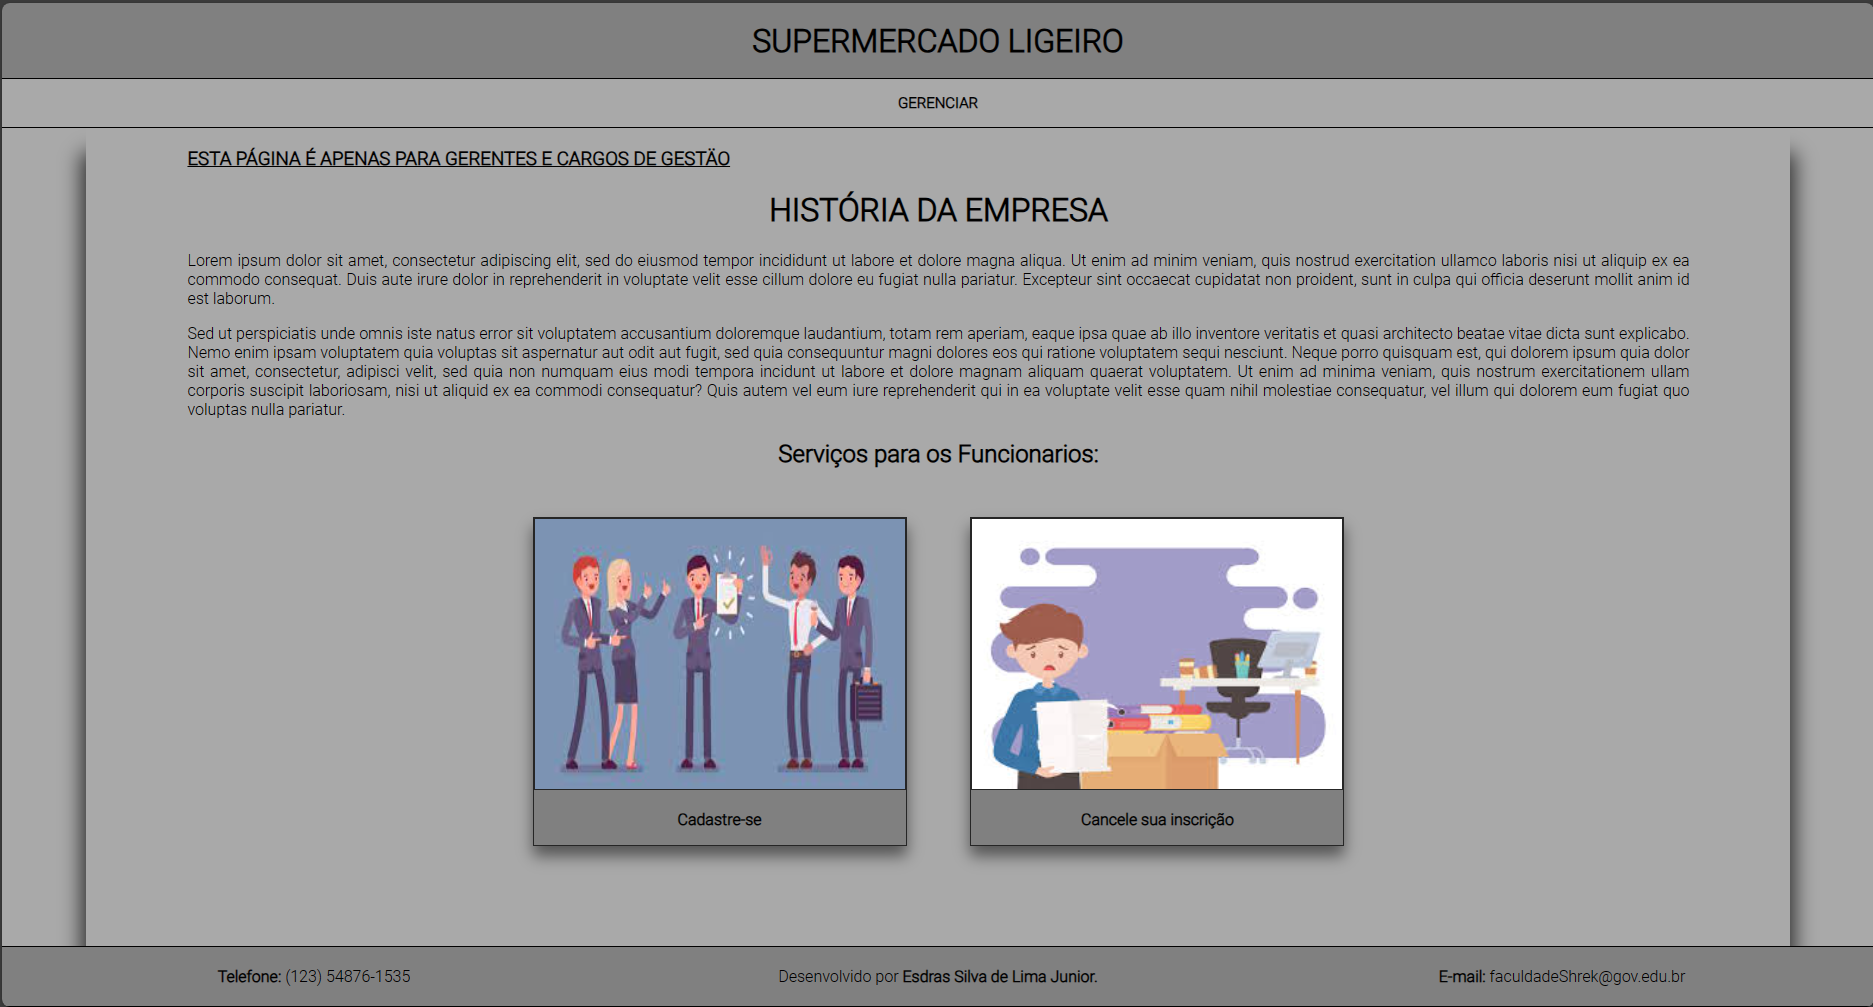 SUPERMERCADO LIGEIRO
GERENCIAR
ESTA PÁGINA É APENAS PARA GERENTES E CARGOS DE GESTÄO
HISTÓRIA DA EMPRESA
Lorem ipsum dolor sit amet, consectetur adipiscing elit, sed do eiusmod tempor incididunt ut labore et dolore magna aliqua. Ut enim ad minim veniam, quis nostrud exercitation ullamco laboris nisi ut aliquip ex ea
commodo consequat. Duis aute irure dolor in reprehenderit in voluptate velit esse cillum dolore eu fugiat nulla pariatur. Excepteur sint occaecat cupidatat non proident, sunt in culpa qui officia deserunt mollit anim id
est laborum.
Sed ut perspiciatis unde omnis iste natus error sit voluptatem accusantium doloremque laudantium, totam rem aperiam, eaque ipsa quae ab illo inventore veritatis et quasi architecto beatae vitae dicta sunt explicabo.
Nemo enim ipsam voluptatem quia voluptas sit aspernatur aut odit aut fugit, sed quia consequuntur magni dolores eos qui ratione voluptatem sequi nesciunt. Neque porro quisquam est, qui dolorem ipsum quia dolor
sit amet, consectetur, adipisci velit, sed quia non numquam eius modi tempora incidunt ut labore et dolore magnam aliquam quaerat voluptatem. Ut enim ad minima veniam, quis nostrum exercitationem ullam
corporis suscipit laboriosam, nisi ut aliquid ex ea commodi consequatur? Quis autem vel eum iure reprehenderit qui in ea voluptate velit esse quam nihil molestiae consequatur, vel illum qui dolorem eum fugiat quo
voluptas nulla pariatur.
Serviços para os Funcionarios:
Cadastre-se
Cancele sua inscrição
Telefone: (123) 54876-1535
Desenvolvido por Esdras Silva de Lima Junior.
E-mail: faculdadeShrek@gov.edu.br